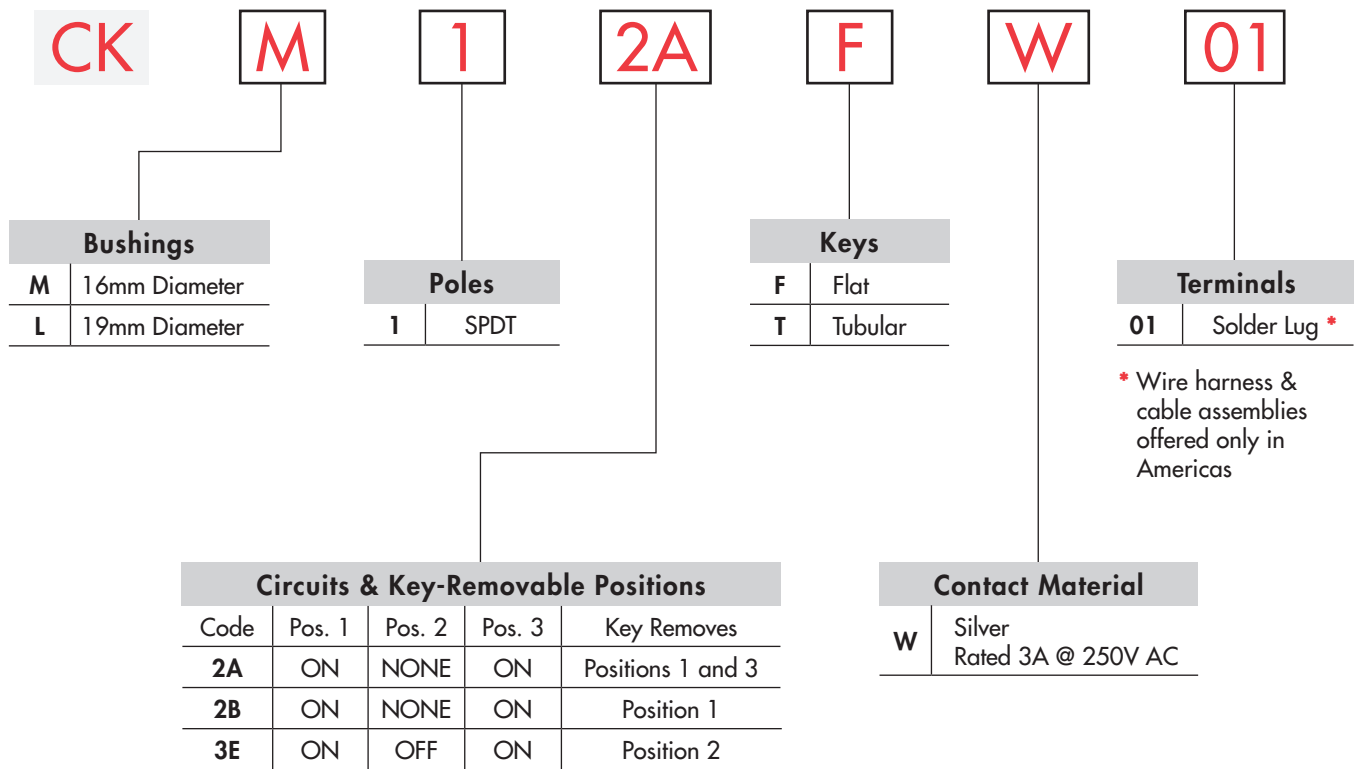 CK M 1 2A F W 01
Bushings
M 16mm Diameter
L 19mm Diameter
Poles
1 SPDT
Keys
F Flat
T Tubular
Terminals
01 Solder Lug *
* Wire harness &
cable assemblies
offered only in
Americas
Circuits & Key-Removable Positions
Code Pos. 1 Pos. 2 Pos. 3 Key Removes
2A ON NONE ON Positions 1 and 3
2B ON NONE ON Position 1
3E ON OFF ON Position 2
Contact Material
W Silver
Rated 3A @ 250V AC